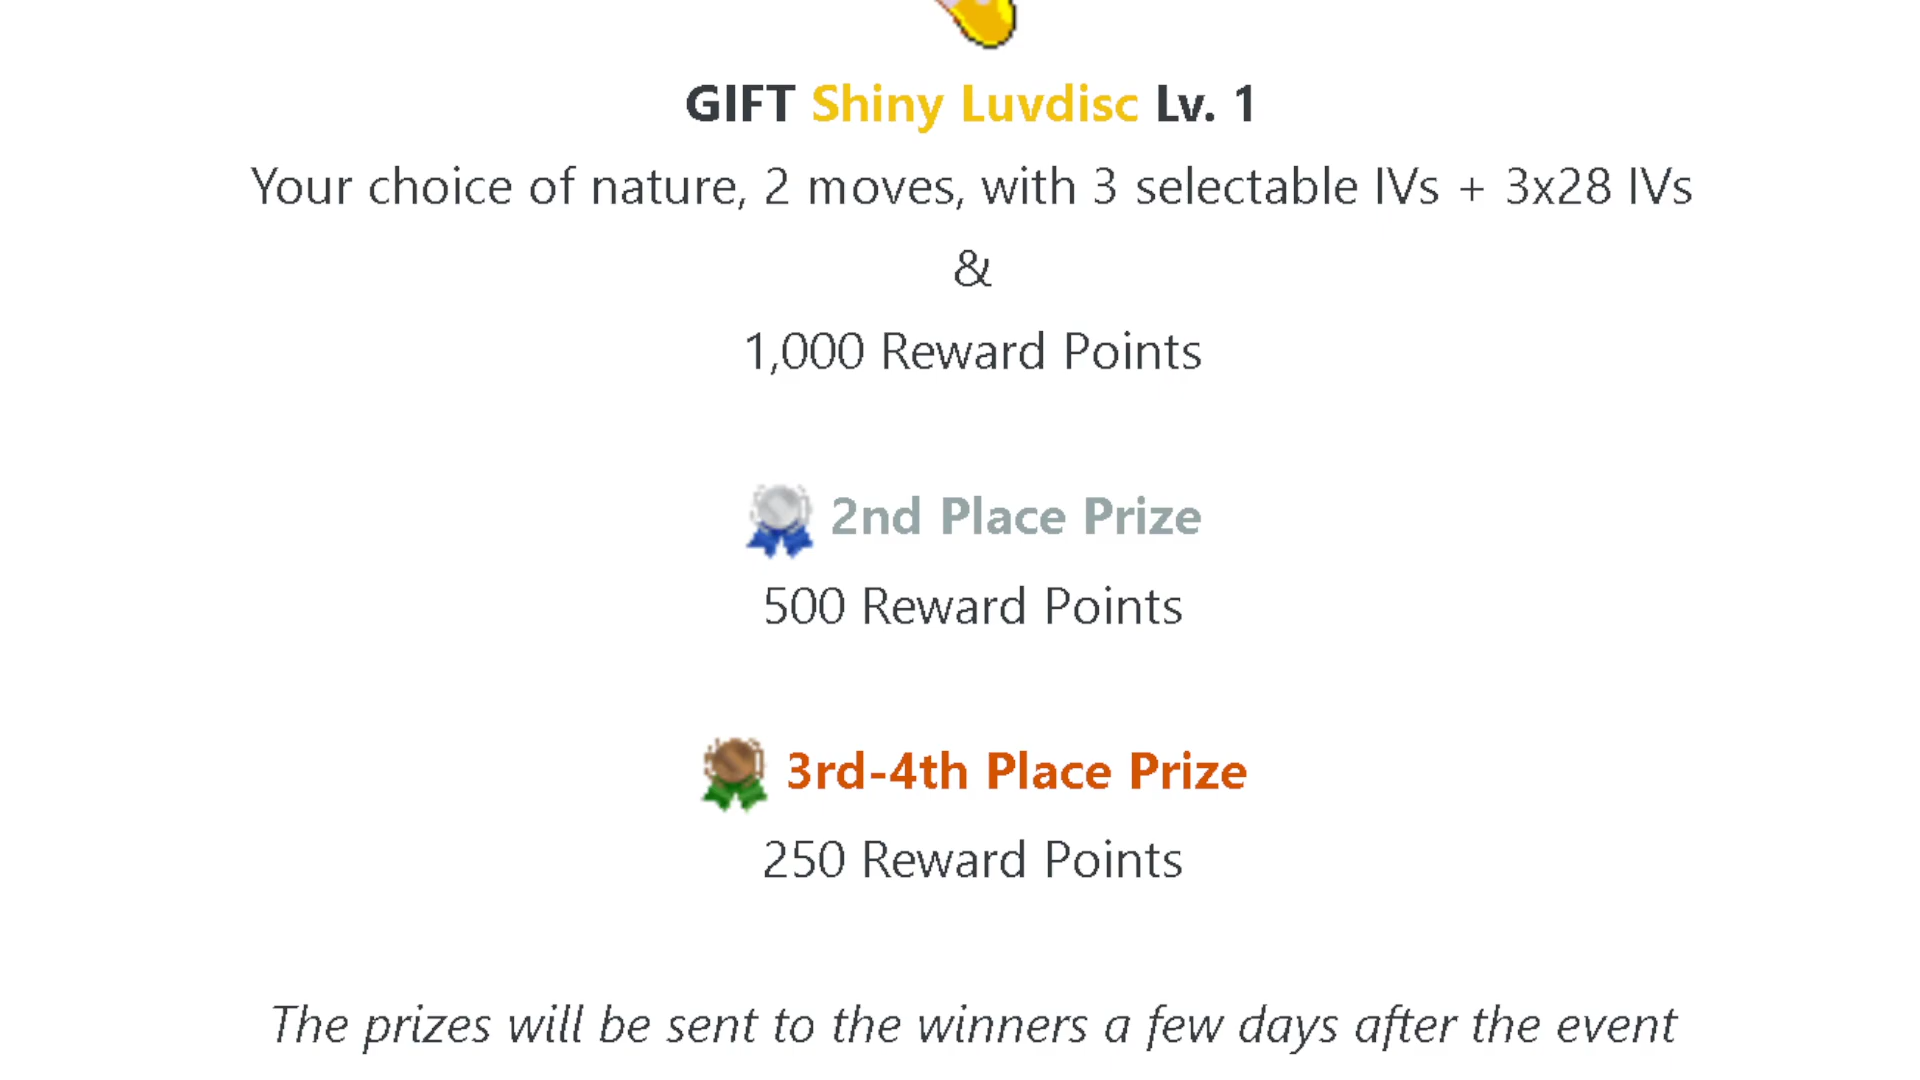 GIFT Shiny Luvdisc Lv. 1
Your choice of nature, 2 moves, with 3 selectable IVs + 3x28 IVs
&
1,000 Reward Points
2nd Place Prize
500 Reward Points
3rd-4th Place Prize
250 Reward Points
The prizes will be sent to the winners a few days after the event